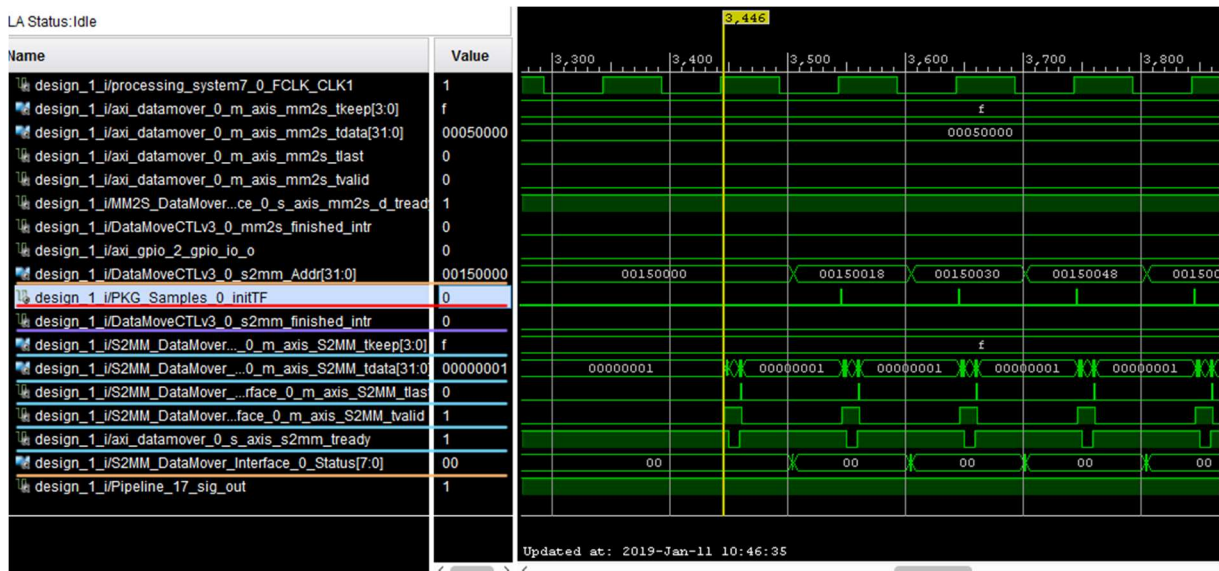 LA Status:Idle
Name Value
3,446
3,300 3,400 3,500 3,600 3,700 3,800
design_1_i/processing_system7_0_FCLK_CLK1 1
design_1_i/axi_datamover_0_m_axis_mm2s_tkeep[3:0] f f
design_1_i/axi_datamover_0_m_axis_mm2s_tdata[31:0] 00050000 00050000
design_1_i/axi_datamover_0_m_axis_mm2s_tlast 0
design_1_i/axi_datamover_0_m_axis_mm2s_tvalid 0
design_1_i/MM2S_DataMover...ce_0_s_axis_mm2s_d_tread 1
design_1_i/DataMoveCTLv3_0_mm2s_finished_intr 0
design_1_i/axi_gpio_2_gpio_io_o 0
design_1_i/DataMoveCTLv3_0_s2mm_Addr[31:0] 00150000 00150000 00150018 00150030 00150048 001500
design_1_i/PKG_Samples_0_initTF 0
design_1_i/DataMoveCTLv3_0_s2mm_finished_intr 0
design_1_i/S2MM_DataMover..._0_m_axis_S2MM_tkeep[3:0] f f
design_1_i/S2MM_DataMover_...0_m_axis_S2MM_tdata[31:0] 00000001 00000001 00000001 00000001 00000001 00000001
design_1_i/S2MM_DataMover_...rface_0_m_axis_S2MM_tlas 0
design_1_i/S2MM_DataMover...face_0_m_axis_S2MM_tvalid 1
design_1_i/axi_datamover_0_s_axis_s2mm_tready 1
design_1_i/S2MM_DataMover_Interface_0_Status[7:0] 00 00 00 00 00 00
design_1_i/Pipeline_17_sig_out 1
Updated at: 2019-Jan-11 10:46:35